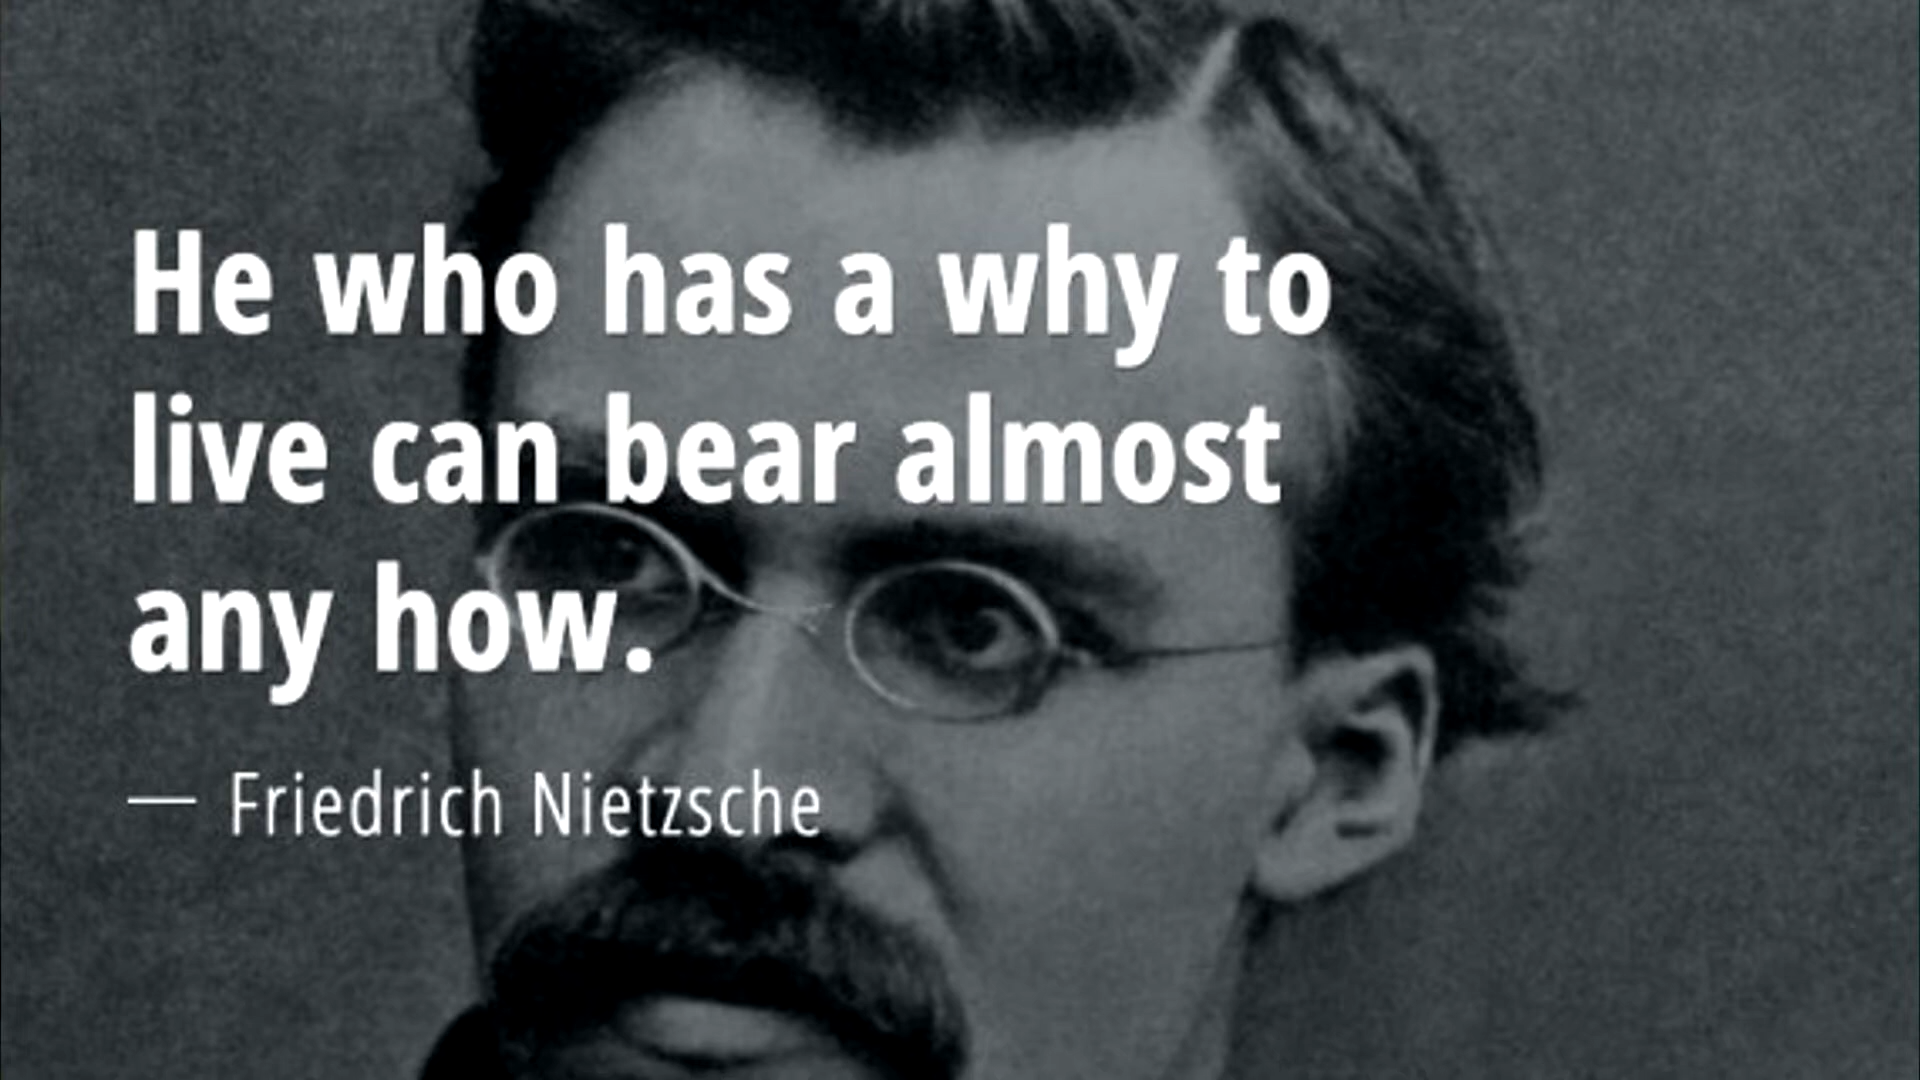 He who has a why to
live can bear almost
any how.
— Friedrich Nietzsche